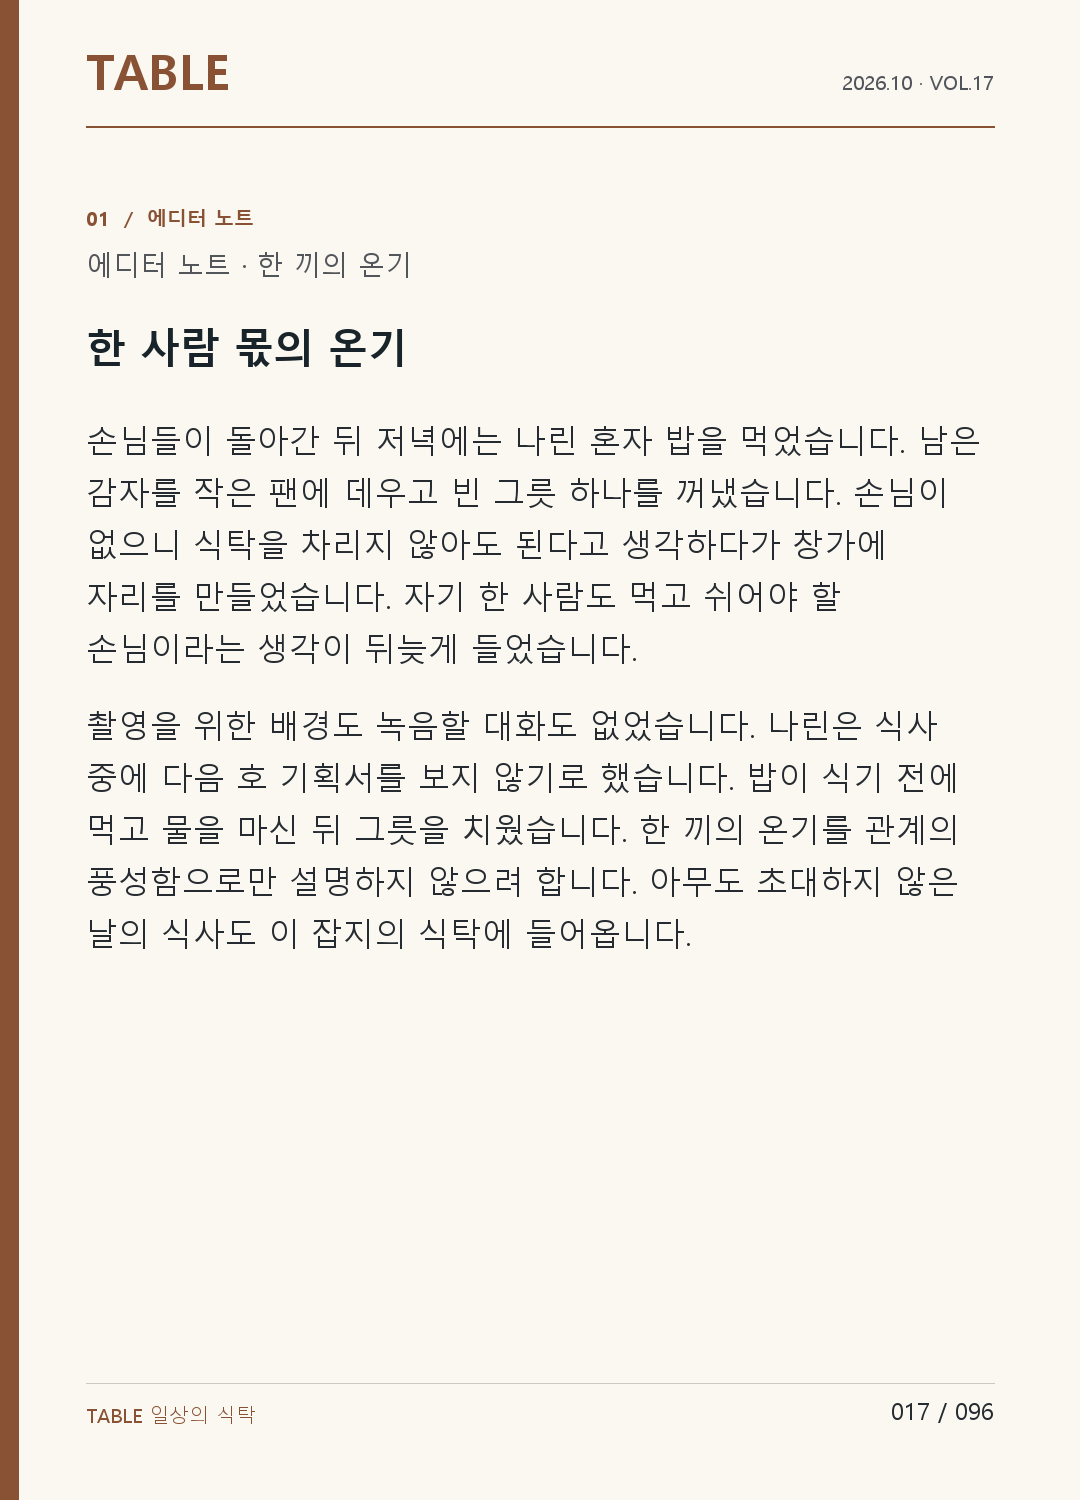 TABLE
2026.10 · VOL.17
01 / 에디터 노트
에디터 노트 · 한 끼의 온기
한 사람 몫의 온기
손님들이 돌아간 뒤 저녁에는 나린 혼자 밥을 먹었습니다. 남은
감자를 작은 팬에 데우고 빈 그릇 하나를 꺼냈습니다. 손님이
없으니 식탁을 차리지 않아도 된다고 생각하다가 창가에
자리를 만들었습니다. 자기 한 사람도 먹고 쉬어야 할
손님이라는 생각이 뒤늦게 들었습니다.
촬영을 위한 배경도 녹음할 대화도 없었습니다. 나린은 식사
중에 다음 호 기획서를 보지 않기로 했습니다. 밥이 식기 전에
먹고 물을 마신 뒤 그릇을 치웠습니다. 한 끼의 온기를 관계의
풍성함으로만 설명하지 않으려 합니다. 아무도 초대하지 않은
날의 식사도 이 잡지의 식탁에 들어옵니다.
TABLE 일상의 식탁
017 / 096